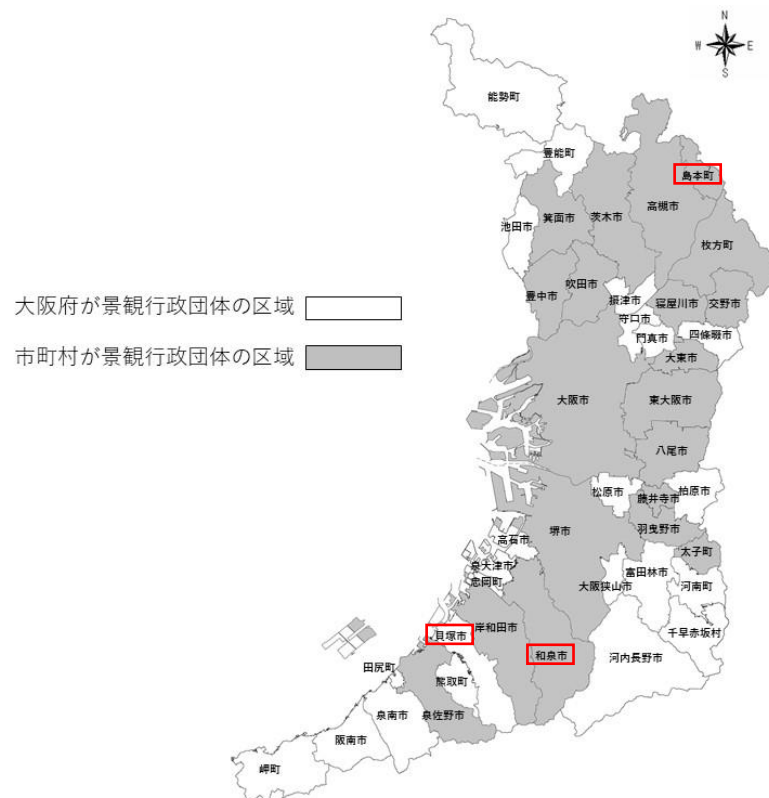 N
W E
S
能勢町
豊能町
島本町
高槻市
茨木市
箕面市
池田市
枚方町
吹田市
豊中市
摂津市
寝屋川市
交野市
守口市
門真市
四條畷市
大東市
大阪府が景観行政団体の区域
市町村が景観行政団体の区域
大阪市
東大阪市
八尾市
松原市
藤井寺市
柏原市
羽曳野市
堺市
高石市
太子町
泉大津市
忠岡町
大阪狭山市
富田林市
河南町
千早赤坂村
岸和田市
貝塚市
和泉市
河内長野市
田尻町
熊取町
泉南市
泉佐野市
阪南市
岬町